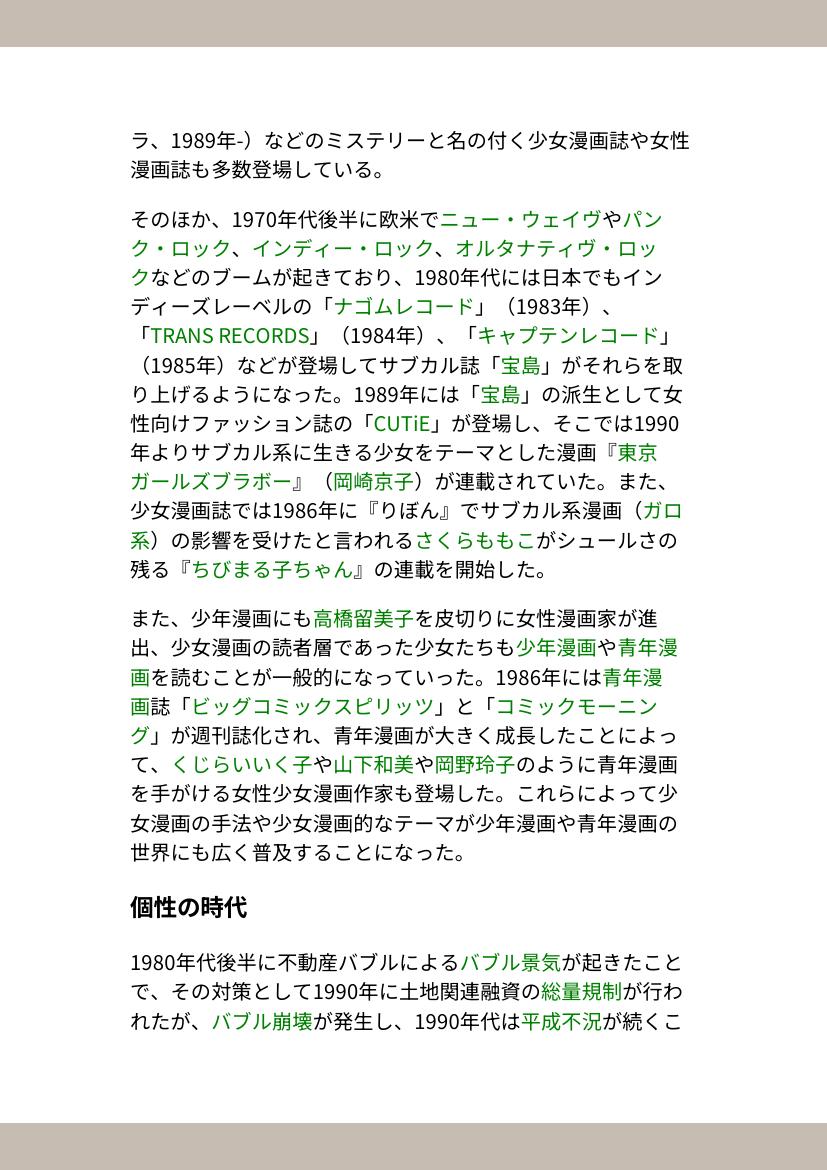 ラ、1989年-）などのミステリーと名の付く少女漫画誌や女性
漫画誌も多数登場している。
そのほか、1970年代後半に欧米でニュー・ウェイヴやパン
ク・ロック、インディー・ロック、オルタナティヴ・ロッ
クなどのブームが起きており、1980年代には日本でもイン
ディーズレーベルの「ナゴムレコード」（1983年）、
「TRANS RECORDS」（1984年）、「キャプテンレコード」
（1985年）などが登場してサブカル誌「宝島」がそれらを取
り上げるようになった。1989年には「宝島」の派生として女
性向けファッション誌の「CUTiE」が登場し、そこでは1990
年よりサブカル系に生きる少女をテーマとした漫画『東京
ガールズブラボー』（岡崎京子）が連載されていた。また、
少女漫画誌では1986年に『りぼん』でサブカル系漫画（ガロ
系）の影響を受けたと言われるさくらももこがシュールさの
残る『ちびまる子ちゃん』の連載を開始した。
また、少年漫画にも高橋留美子を皮切りに女性漫画家が進
出、少女漫画の読者層であった少女たちも少年漫画や青年漫
画を読むことが一般的になっていった。1986年には青年漫
画誌「ビッグコミックスピリッツ」と「コミックモーニン
グ」が週刊誌化され、青年漫画が大きく成長したことによっ
て、くじらいいく子や山下和美や岡野玲子のように青年漫画
を手がける女性少女漫画作家も登場した。これらによって少
女漫画の手法や少女漫画的なテーマが少年漫画や青年漫画の
世界にも広く普及することになった。
個性の時代
1980年代後半に不動産バブルによるバブル景気が起きたこと
で、その対策として1990年に土地関連融資の総量規制が行わ
れたが、バブル崩壊が発生し、1990年代は平成不況が続くこ